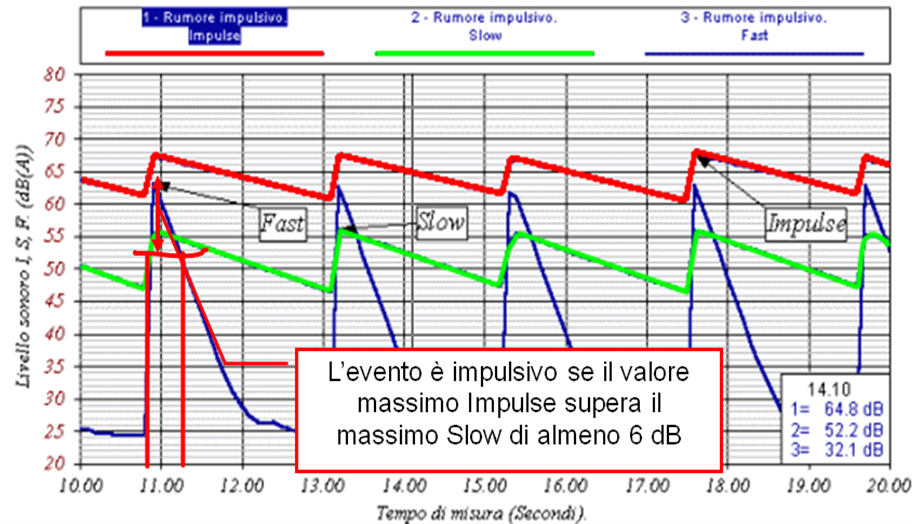 1 - Rumore impulsivo.
Impulse
2 - Rumore impulsivo.
Slow
3 - Rumore impulsivo.
Fast
Livello sonoro I, S, F. (dB(A))
80
75
70
65
60
55
50
45
40
35
30
25
20
Fast
Slow
Impulse
L'evento è impulsivo se il valore
massimo Impulse supera il
massimo Slow di almeno 6 dB
14.10
1= 64.8 dB
2= 52.2 dB
3= 32.1 dB
10.00 11.00 12.00 13.00 14.00 15.00 16.00 17.00 18.00 19.00 20.00
Tempo di misura (Secondi).